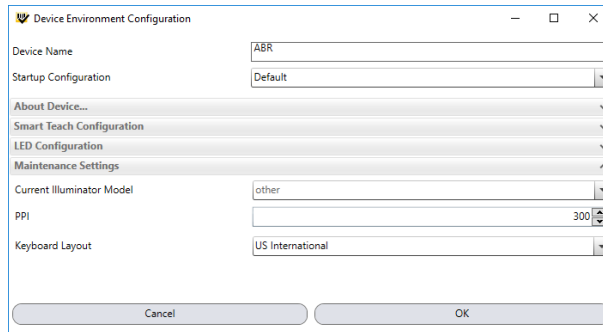 Device Environment Configuration
Device Name ABR
Startup Configuration Default
About Device...
Smart Teach Configuration
LED Configuration
Maintenance Settings
Current Illuminator Model other
PPI 300
Keyboard Layout US International
Cancel OK